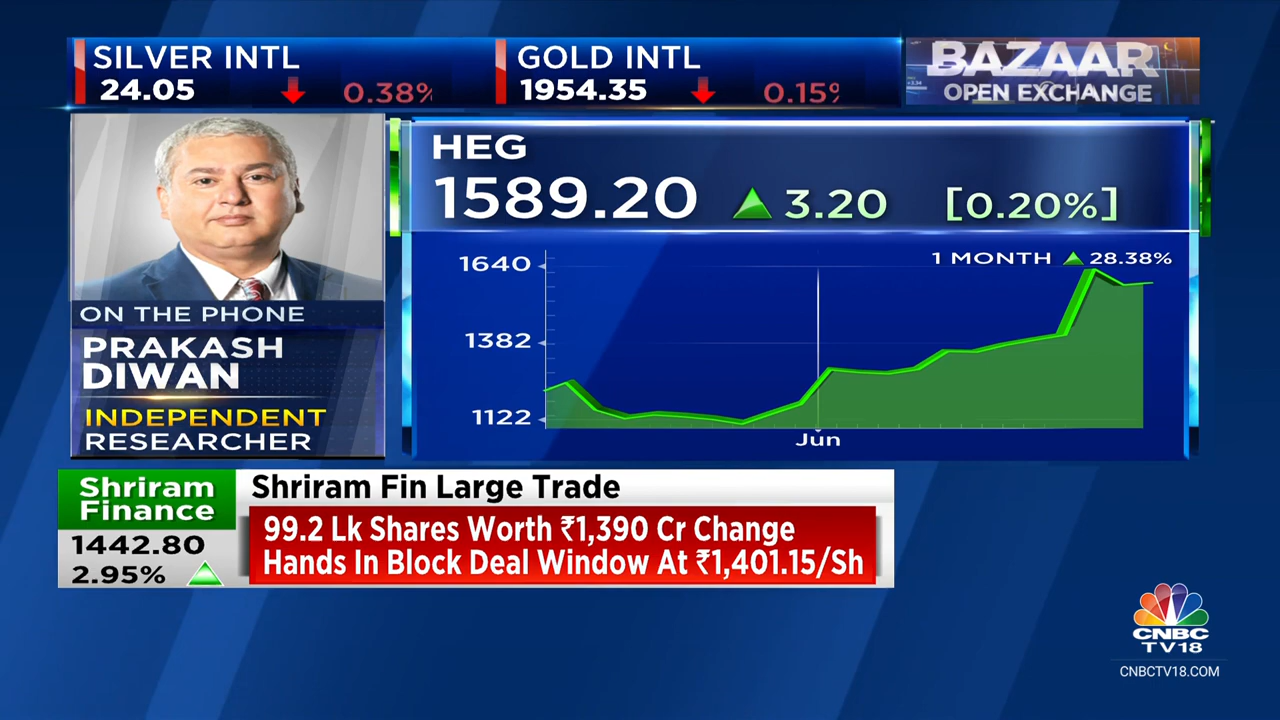 SILVER INTL
24.05 0.38%
GOLD INTL
1954.35 0.15%
BAZAAR
OPEN EXCHANGE
ON THE PHONE
PRAKASH
DIWAN
INDEPENDENT
RESEARCHER
HEG
1589.20 3.20 [0.20%]
1 MONTH 28.38%
1640
1382
1122
Jun
Shriram
Finance
1442.80
2.95%
Shriram Fin Large Trade
99.2 Lk Shares Worth ₹1,390 Cr Change
Hands In Block Deal Window At ₹1,401.15/Sh
CNBC
TV18
CNBCTV18.COM